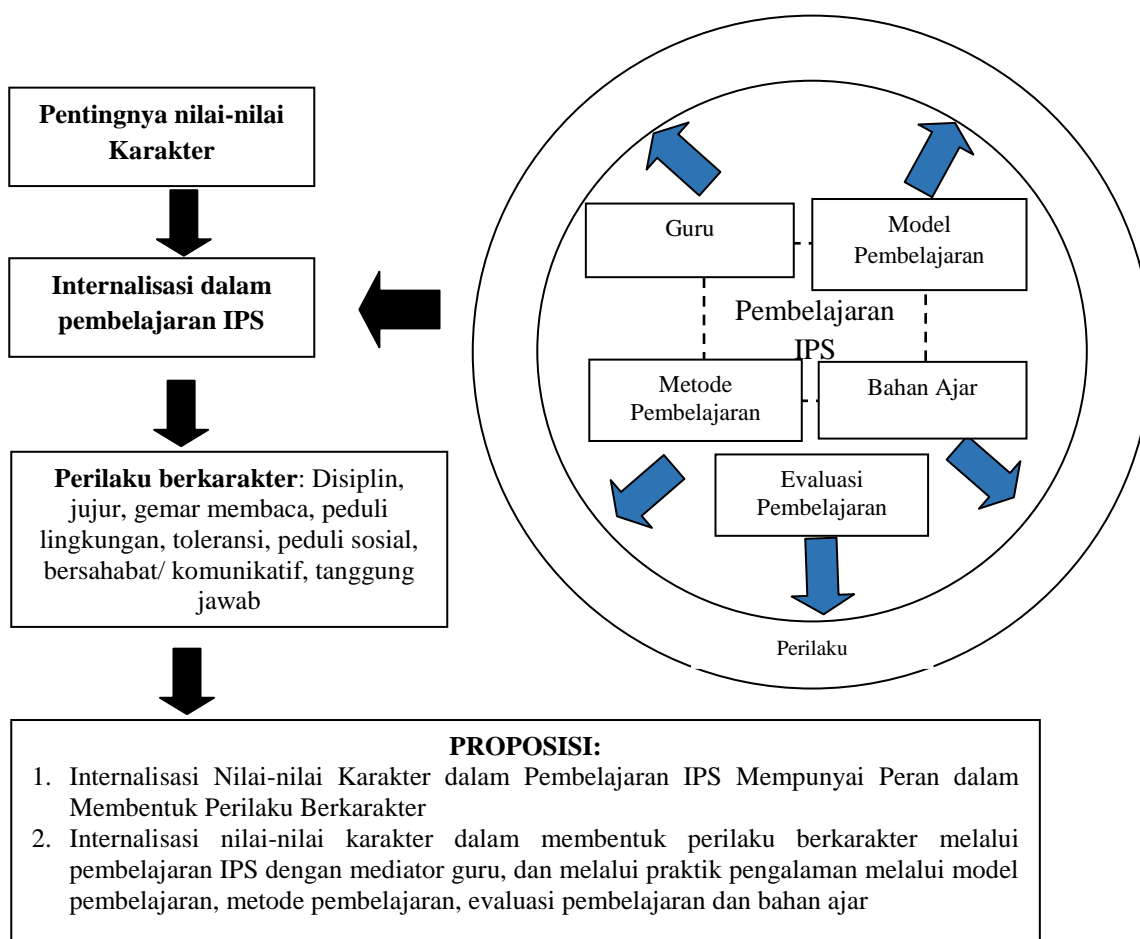 Pentingnya nilai-nilai
Karakter
Internalisasi dalam
pembelajaran IPS
Perilaku berkarakter: Disiplin,
jujur, gemar membaca, peduli
lingkungan, toleransi, peduli sosial,
bersahabat/ komunikatif, tanggung
jawab
Guru
Model
Pembelajaran
Pembelajaran
IPS
Metode
Pembelajaran
Bahan Ajar
Evaluasi
Pembelajaran
Perilaku
PROPOSISI:
1. Internalisasi Nilai-nilai Karakter dalam Pembelajaran IPS Mempunyai Peran dalam
Membentuk Perilaku Berkarakter
2. Internalisasi nilai-nilai karakter dalam membentuk perilaku berkarakter melalui
pembelajaran IPS dengan mediator guru, dan melalui praktik pengalaman melalui model
pembelajaran, metode pembelajaran, evaluasi pembelajaran dan bahan ajar